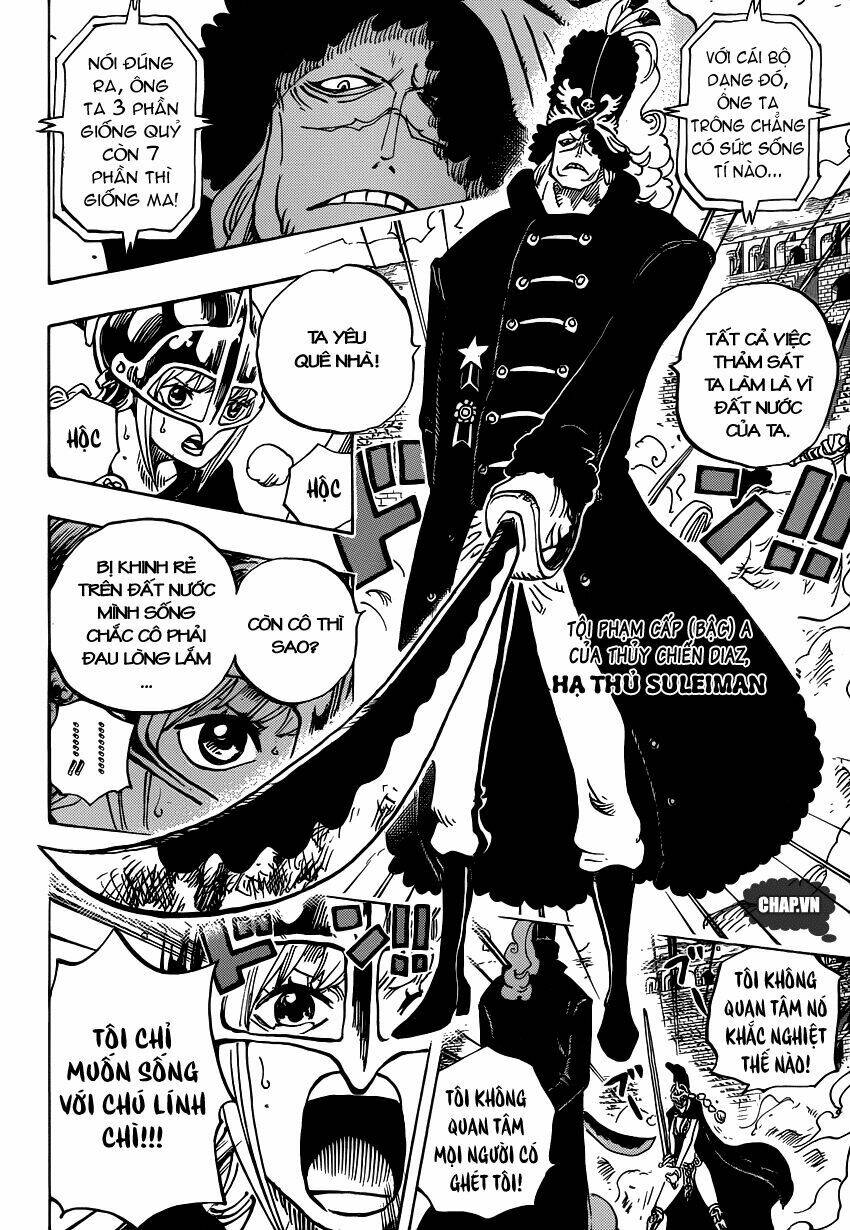 VỚI CÁI BỘ
DẠNG ĐÓ,
ÔNG TA
TRÔNG CHẲNG
CÓ SỨC SỐNG
TÍ NÀO...
NÓI ĐÚNG
RA, ÔNG
TA 3 PHẦN
GIỐNG QUỶ
CÒN 7
PHẦN THÌ
GIỐNG MA!
TẤT CẢ VIỆC
THẢM SÁT
TA LÀM LÀ VÌ
ĐẤT NƯỚC
CỦA TA.
TA YÊU
QUÊ NHÀ!
HỘC
HỘC
ドン!!
TỘI PHẠM CẤP (BẬC) A
CỦA THỦY CHIẾN DIAZ,
HẠ THỦ SULEIMAN
CÒN CÔ THÌ
SAO?
BỊ KHINH RẺ
TRÊN ĐẤT NƯỚC
MÌNH SỐNG
CHẮC CÔ PHẢI
ĐAU LÒNG LẮM
...
CHAP.VN
TÔI KHÔNG
QUAN TÂM NÓ
KHẮC NGHIỆT
THẾ NÀO!
TÔI KHÔNG
QUAN TÂM
MỌI NGƯỜI CÓ
GHÉT TÔI!
ドン!!
TÔI CHỈ
MUỐN SỐNG
VỚI CHÚ LÍNH
CHÌ!!!